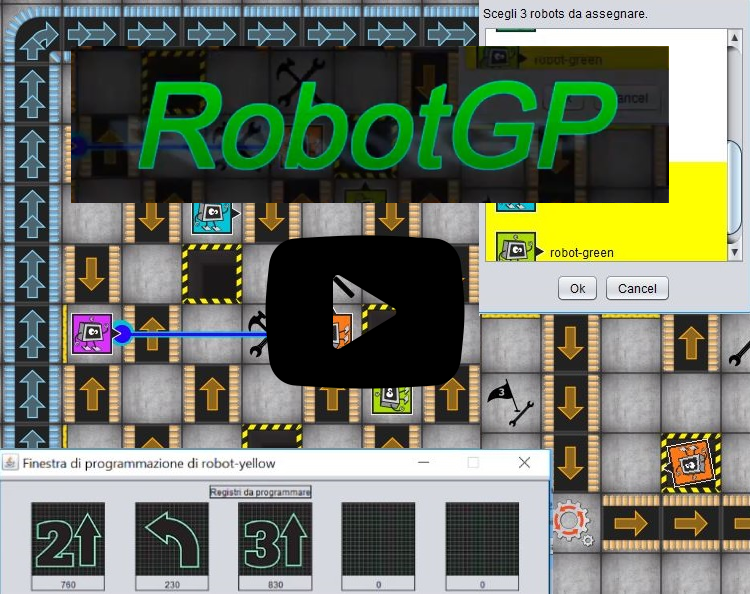 Scegli 3 robots da assegnare.
robot-green
Cancel
RobotGP
robot-green
Ok
Cancel
3
Finestra di programmazione di robot-yellow
Registri da programmare
2 3
760 230 830 0 0